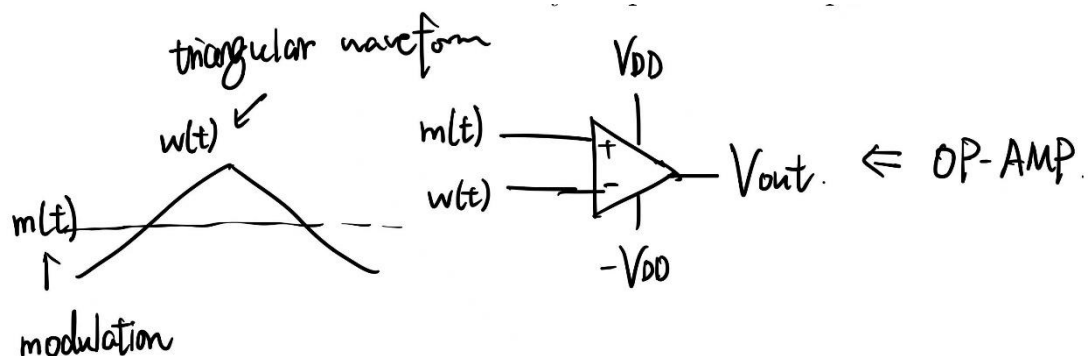 triangular waveform
w(t)
m(t)
modulation
VDD
m(t)
+
w(t)
-
-VDD
Vout. ⇐ OP-AMP.